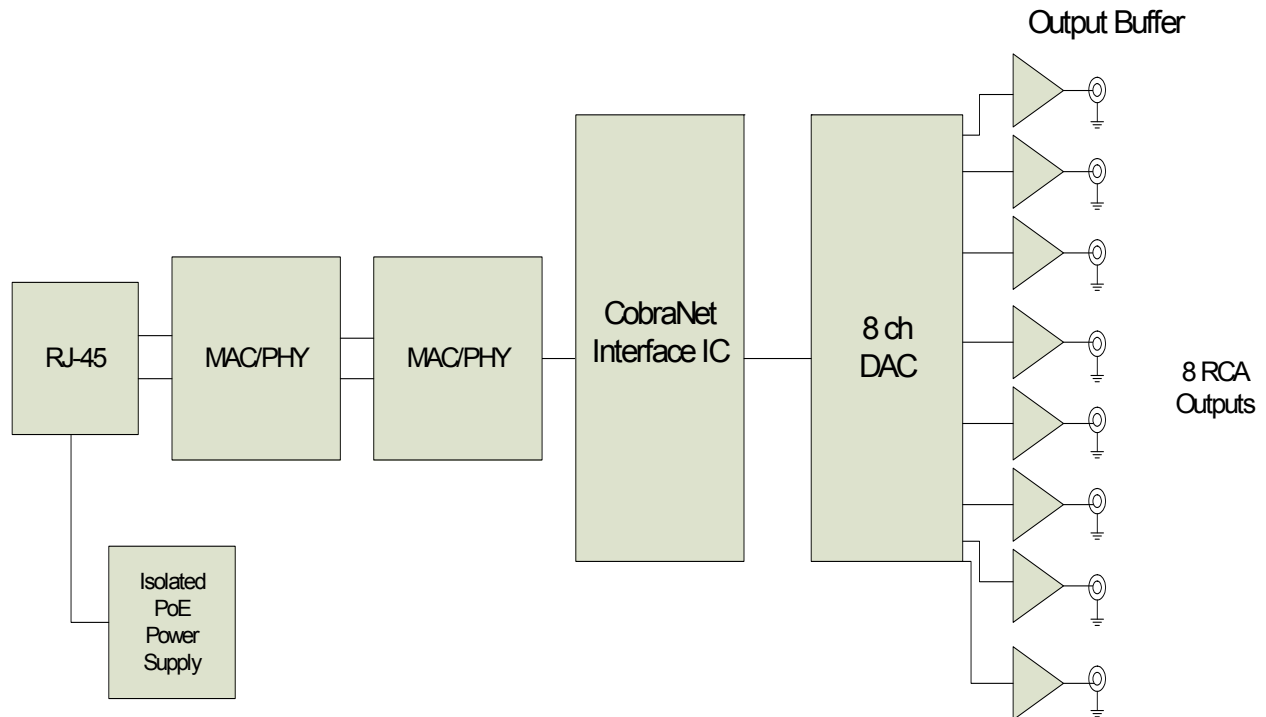 Output Buffer
RJ-45
MAC/PHY
MAC/PHY
CobraNet
Interface IC
8 ch
DAC
8 RCA
Outputs
Isolated
PoE
Power
Supply